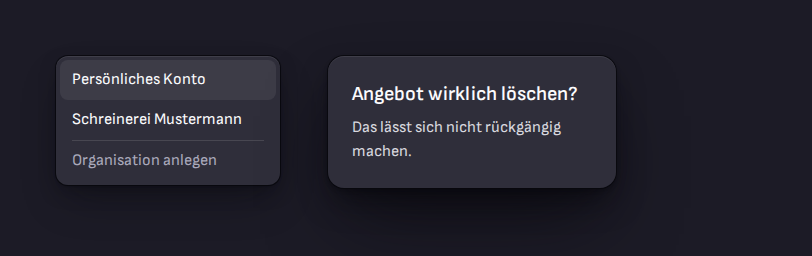 Persönliches Konto
Schreinerei Mustermann
Organisation anlegen
Angebot wirklich löschen?
Das lässt sich nicht rückgängig
machen.